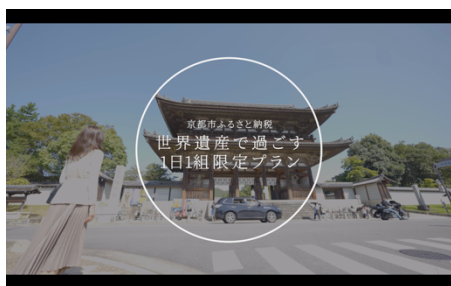 京都市ふるさと納税
世界遺産で過ごす
1日1組限定プラン